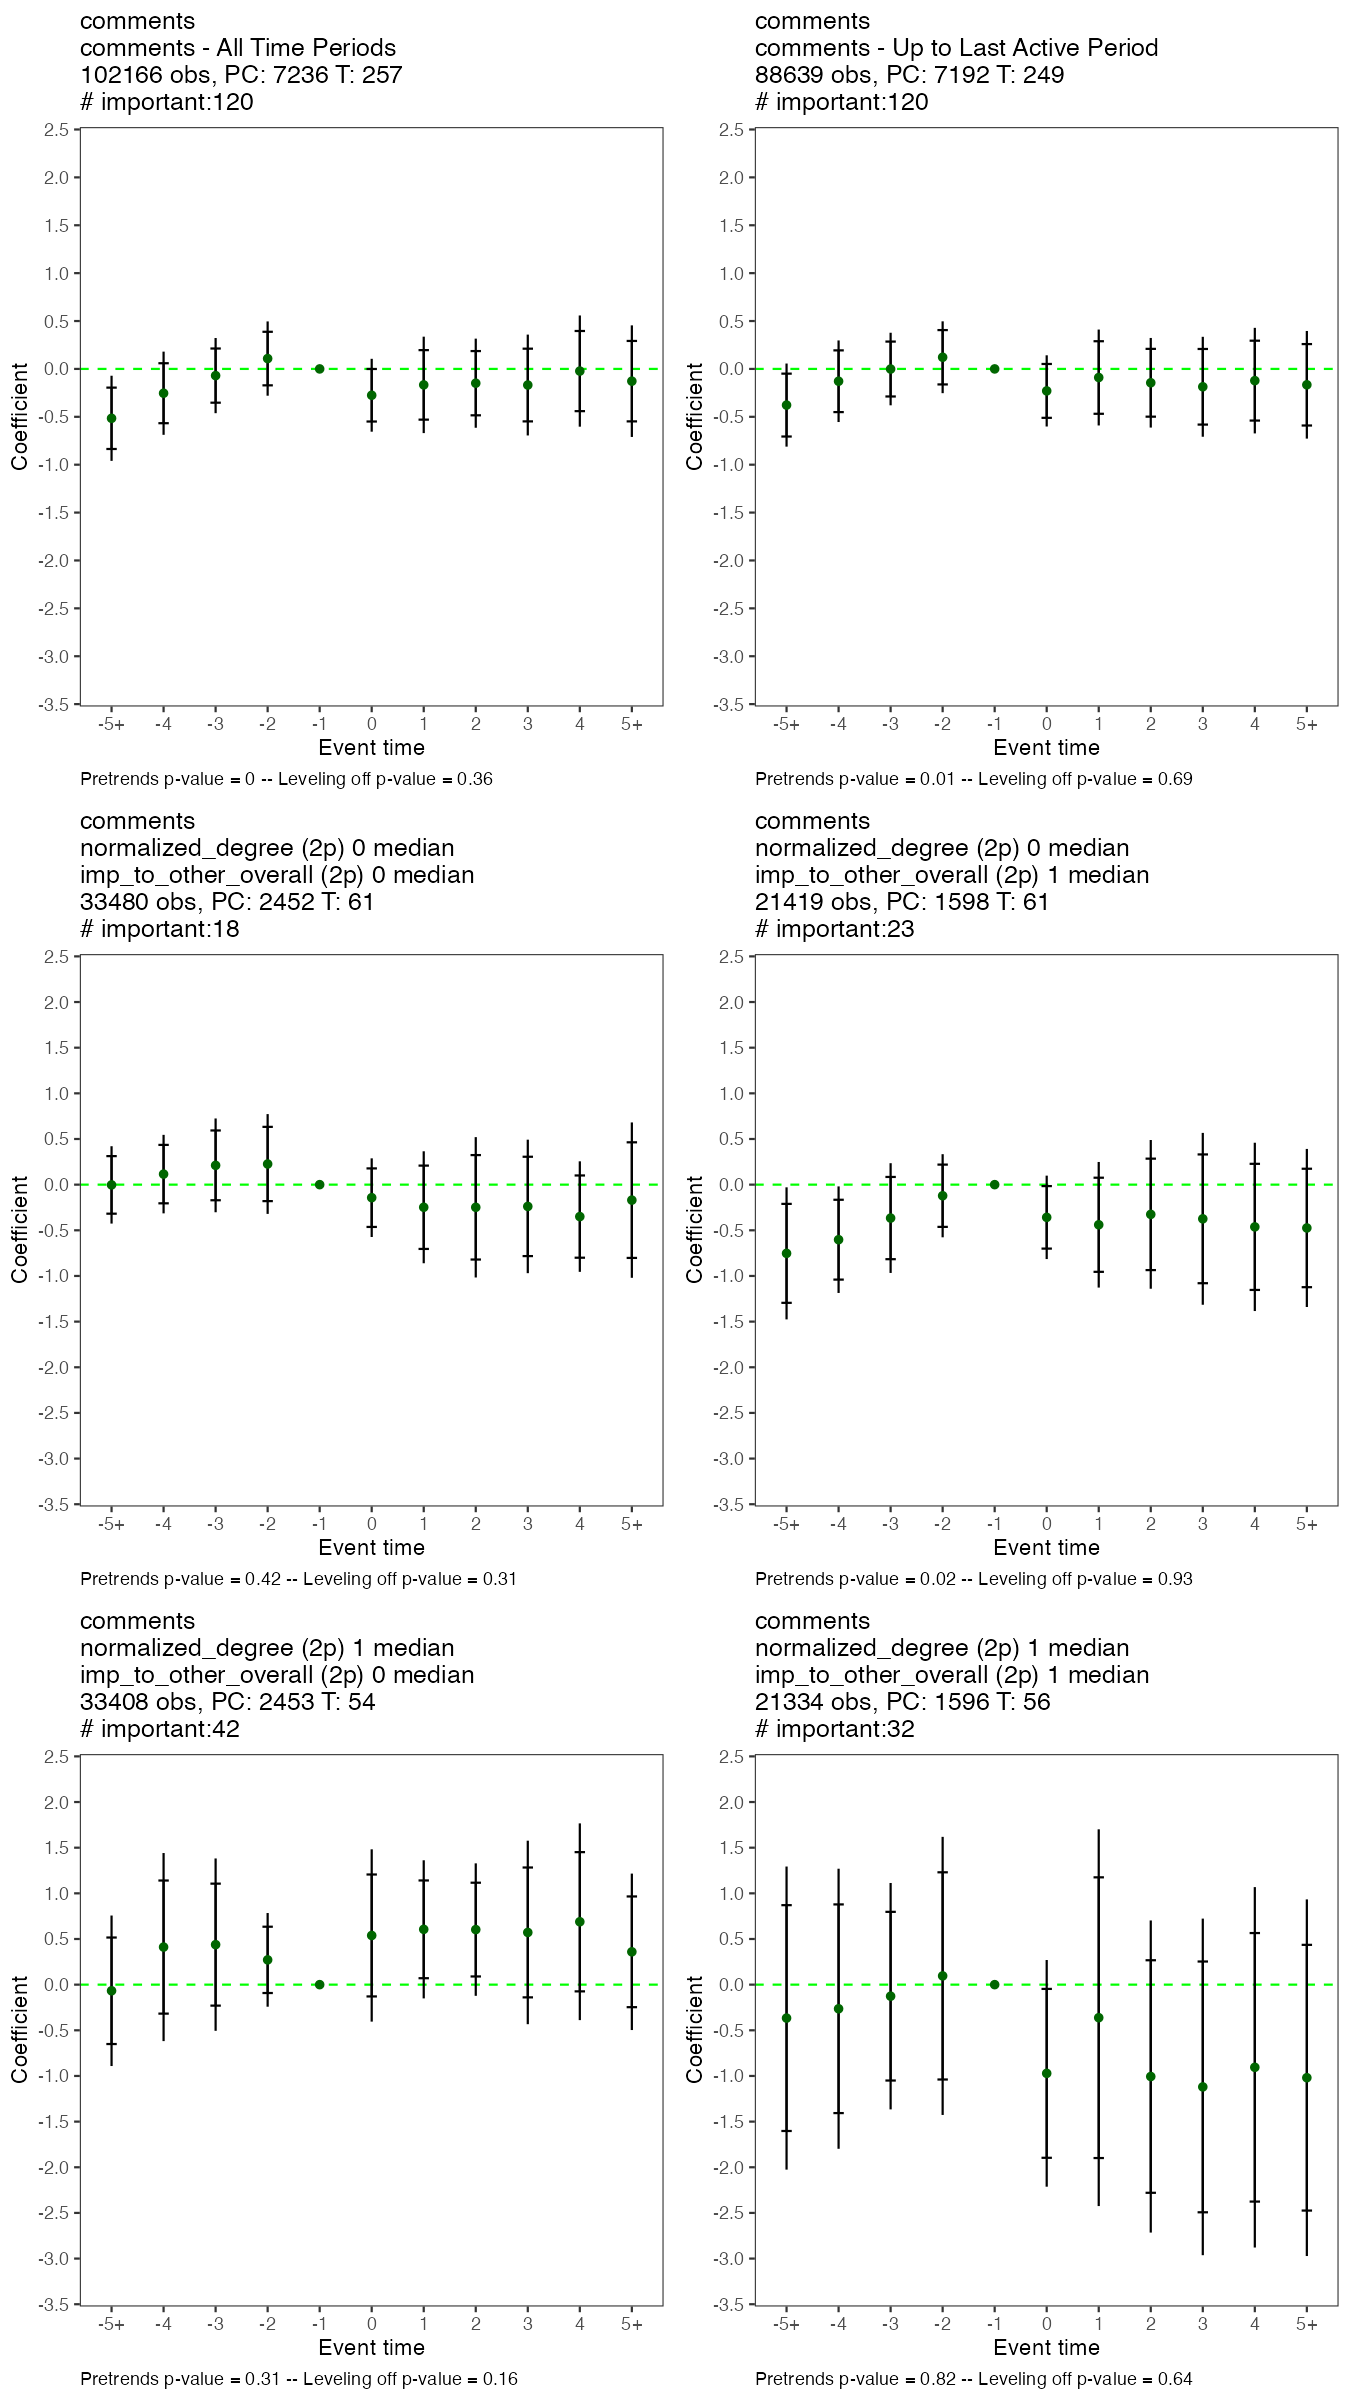 comments
comments - All Time Periods
102166 obs, PC: 7236 T: 257
# important:120
2.5
2.0
1.5
1.0
0.5
0.0
-0.5
-1.0
-1.5
-2.0
-2.5
-3.0
-3.5
Coefficient
-5+ -4 -3 -2 -1 0 1 2 3 4 5+
Event time
Pretrends p-value = 0 -- Leveling off p-value = 0.36
comments
comments - Up to Last Active Period
88639 obs, PC: 7192 T: 249
# important:120
2.5
2.0
1.5
1.0
0.5
0.0
-0.5
-1.0
-1.5
-2.0
-2.5
-3.0
-3.5
Coefficient
-5+ -4 -3 -2 -1 0 1 2 3 4 5+
Event time
Pretrends p-value = 0.01 -- Leveling off p-value = 0.69
comments
normalized_degree (2p) 0 median
imp_to_other_overall (2p) 0 median
33480 obs, PC: 2452 T: 61
# important:18
2.5
2.0
1.5
1.0
0.5
0.0
-0.5
-1.0
-1.5
-2.0
-2.5
-3.0
-3.5
Coefficient
-5+ -4 -3 -2 -1 0 1 2 3 4 5+
Event time
Pretrends p-value = 0.42 -- Leveling off p-value = 0.31
comments
normalized_degree (2p) 0 median
imp_to_other_overall (2p) 1 median
21419 obs, PC: 1598 T: 61
# important:23
2.5
2.0
1.5
1.0
0.5
0.0
-0.5
-1.0
-1.5
-2.0
-2.5
-3.0
-3.5
Coefficient
-5+ -4 -3 -2 -1 0 1 2 3 4 5+
Event time
Pretrends p-value = 0.02 -- Leveling off p-value = 0.93
comments
normalized_degree (2p) 1 median
imp_to_other_overall (2p) 0 median
33408 obs, PC: 2453 T: 54
# important:42
2.5
2.0
1.5
1.0
0.5
0.0
-0.5
-1.0
-1.5
-2.0
-2.5
-3.0
-3.5
Coefficient
-5+ -4 -3 -2 -1 0 1 2 3 4 5+
Event time
Pretrends p-value = 0.31 -- Leveling off p-value = 0.16
comments
normalized_degree (2p) 1 median
imp_to_other_overall (2p) 1 median
21334 obs, PC: 1596 T: 56
# important:32
2.5
2.0
1.5
1.0
0.5
0.0
-0.5
-1.0
-1.5
-2.0
-2.5
-3.0
-3.5
Coefficient
-5+ -4 -3 -2 -1 0 1 2 3 4 5+
Event time
Pretrends p-value = 0.82 -- Leveling off p-value = 0.64